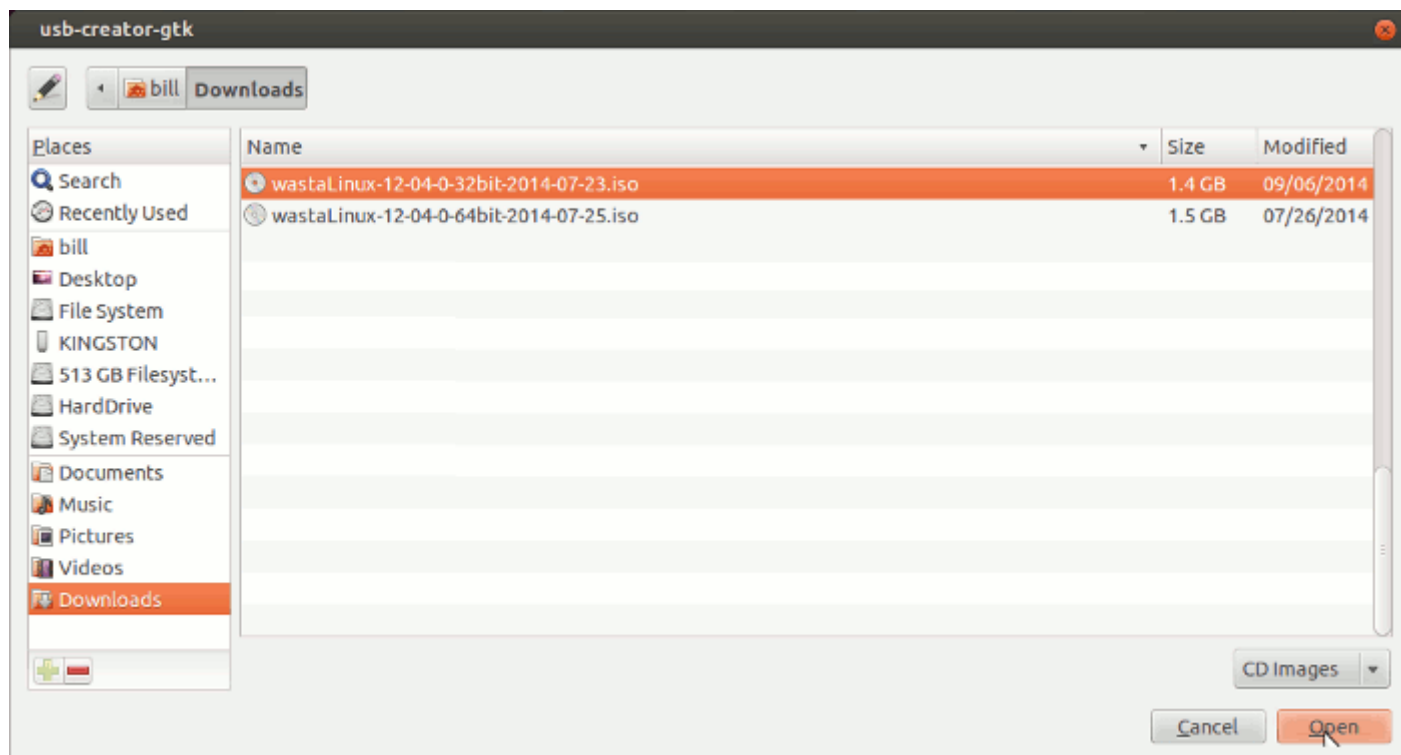 usb-creator-gtk
bill Downloads
Places
Name Size Modified
Search
wastaLinux-12-04-0-32bit-2014-07-23.iso 1.4 GB 09/06/2014
Recently Used
wastaLinux-12-04-0-64bit-2014-07-25.iso 1.5 GB 07/26/2014
bill
Desktop
File System
KINGSTON
513 GB Filesyst...
HardDrive
System Reserved
Documents
Music
Pictures
Videos
Downloads
CD Images
Cancel Open